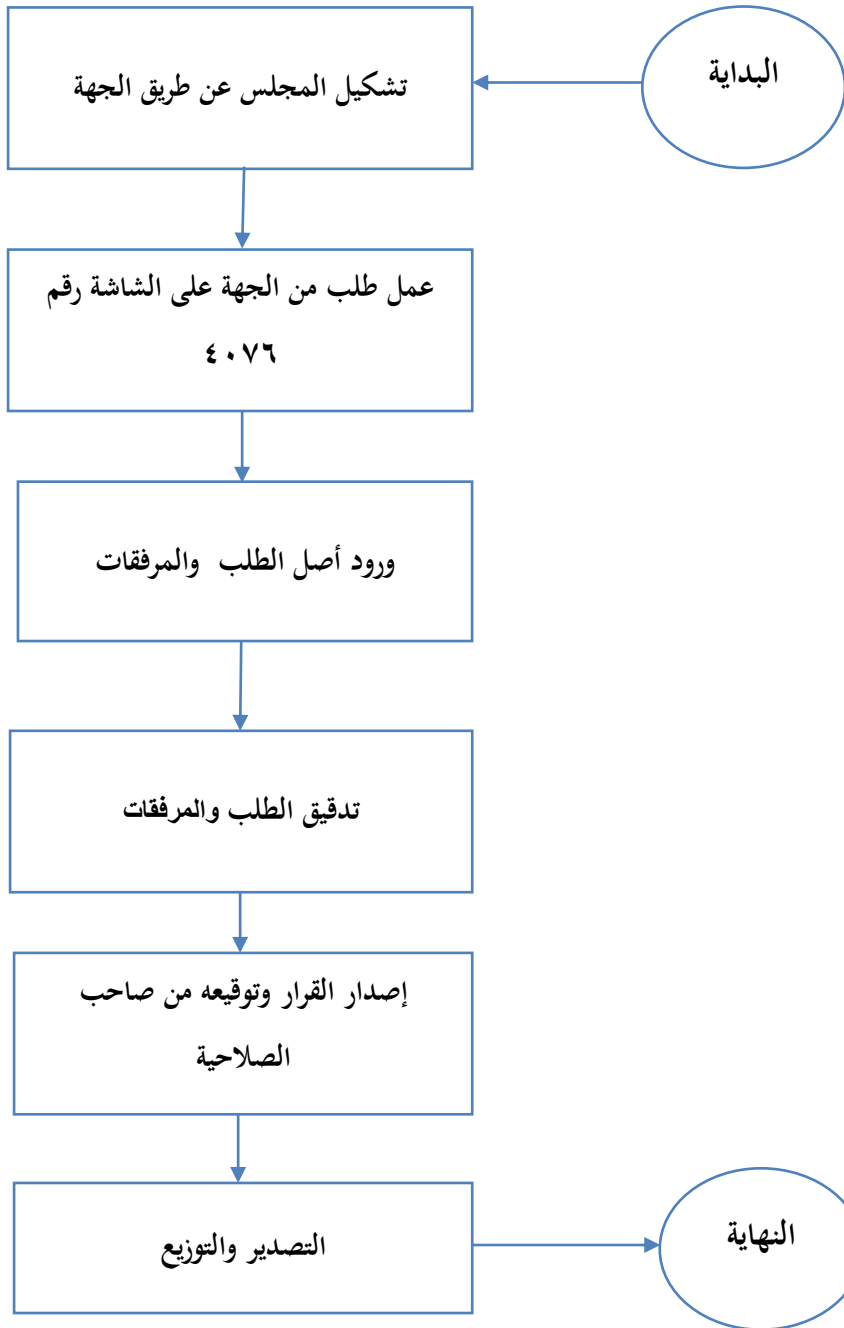 البداية
تشكيل المجلس عن طريق الجهة
عمل طلب من الجهة على الشاشة رقم
٤٠٧٦
ورود أصل الطلب والمرفقات
تدقيق الطلب والمرفقات
إصدار القرار وتوقيعه من صاحب
الصلاحية
التصدير والتوزيع
النهاية